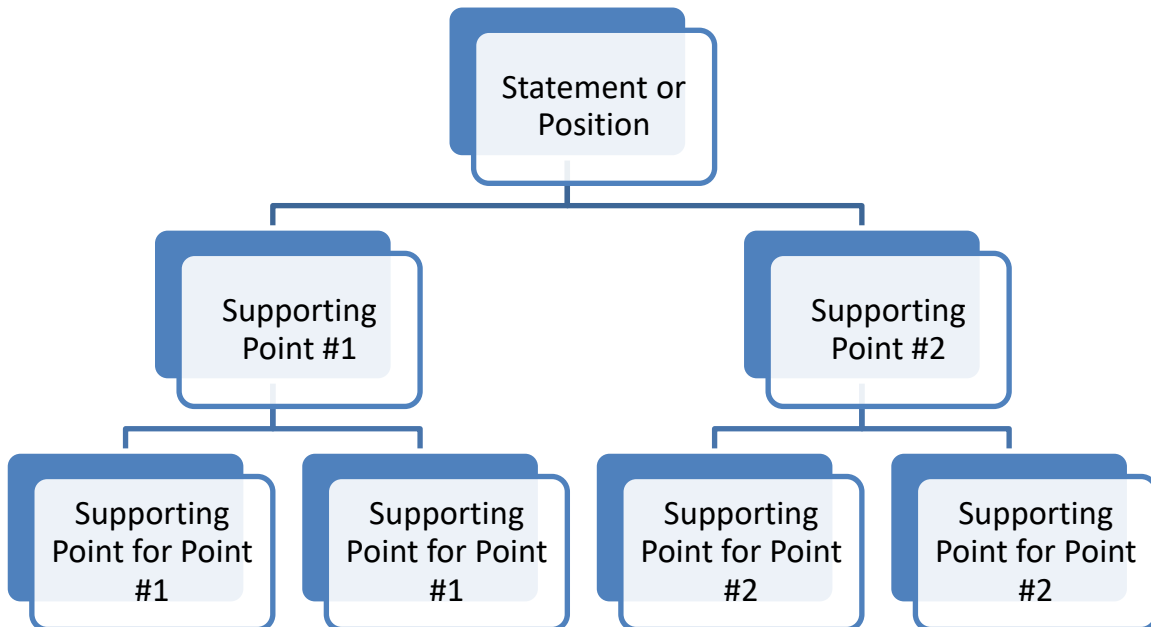 Statement or
Position
Supporting
Point #1
Supporting
Point #2
Supporting
Point for Point
#1
Supporting
Point for Point
#1
Supporting
Point for Point
#2
Supporting
Point for Point
#2